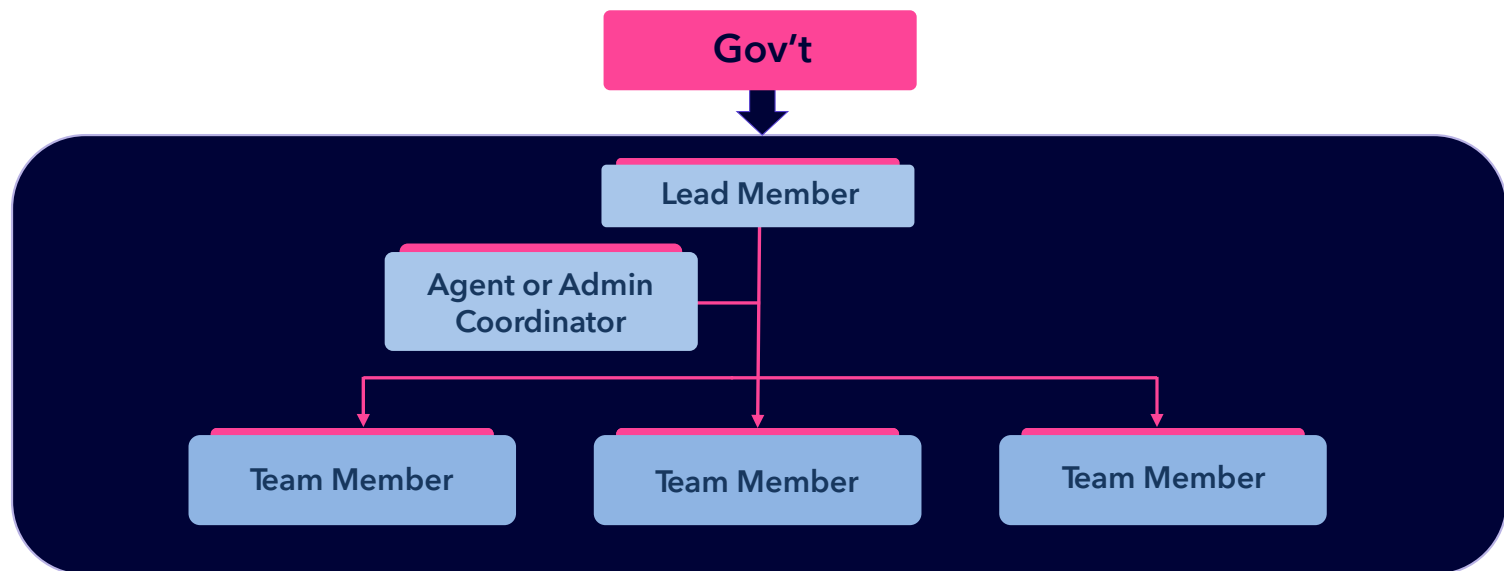 Gov’t
Lead Member
Agent or Admin
Coordinator
Team Member
Team Member
Team Member